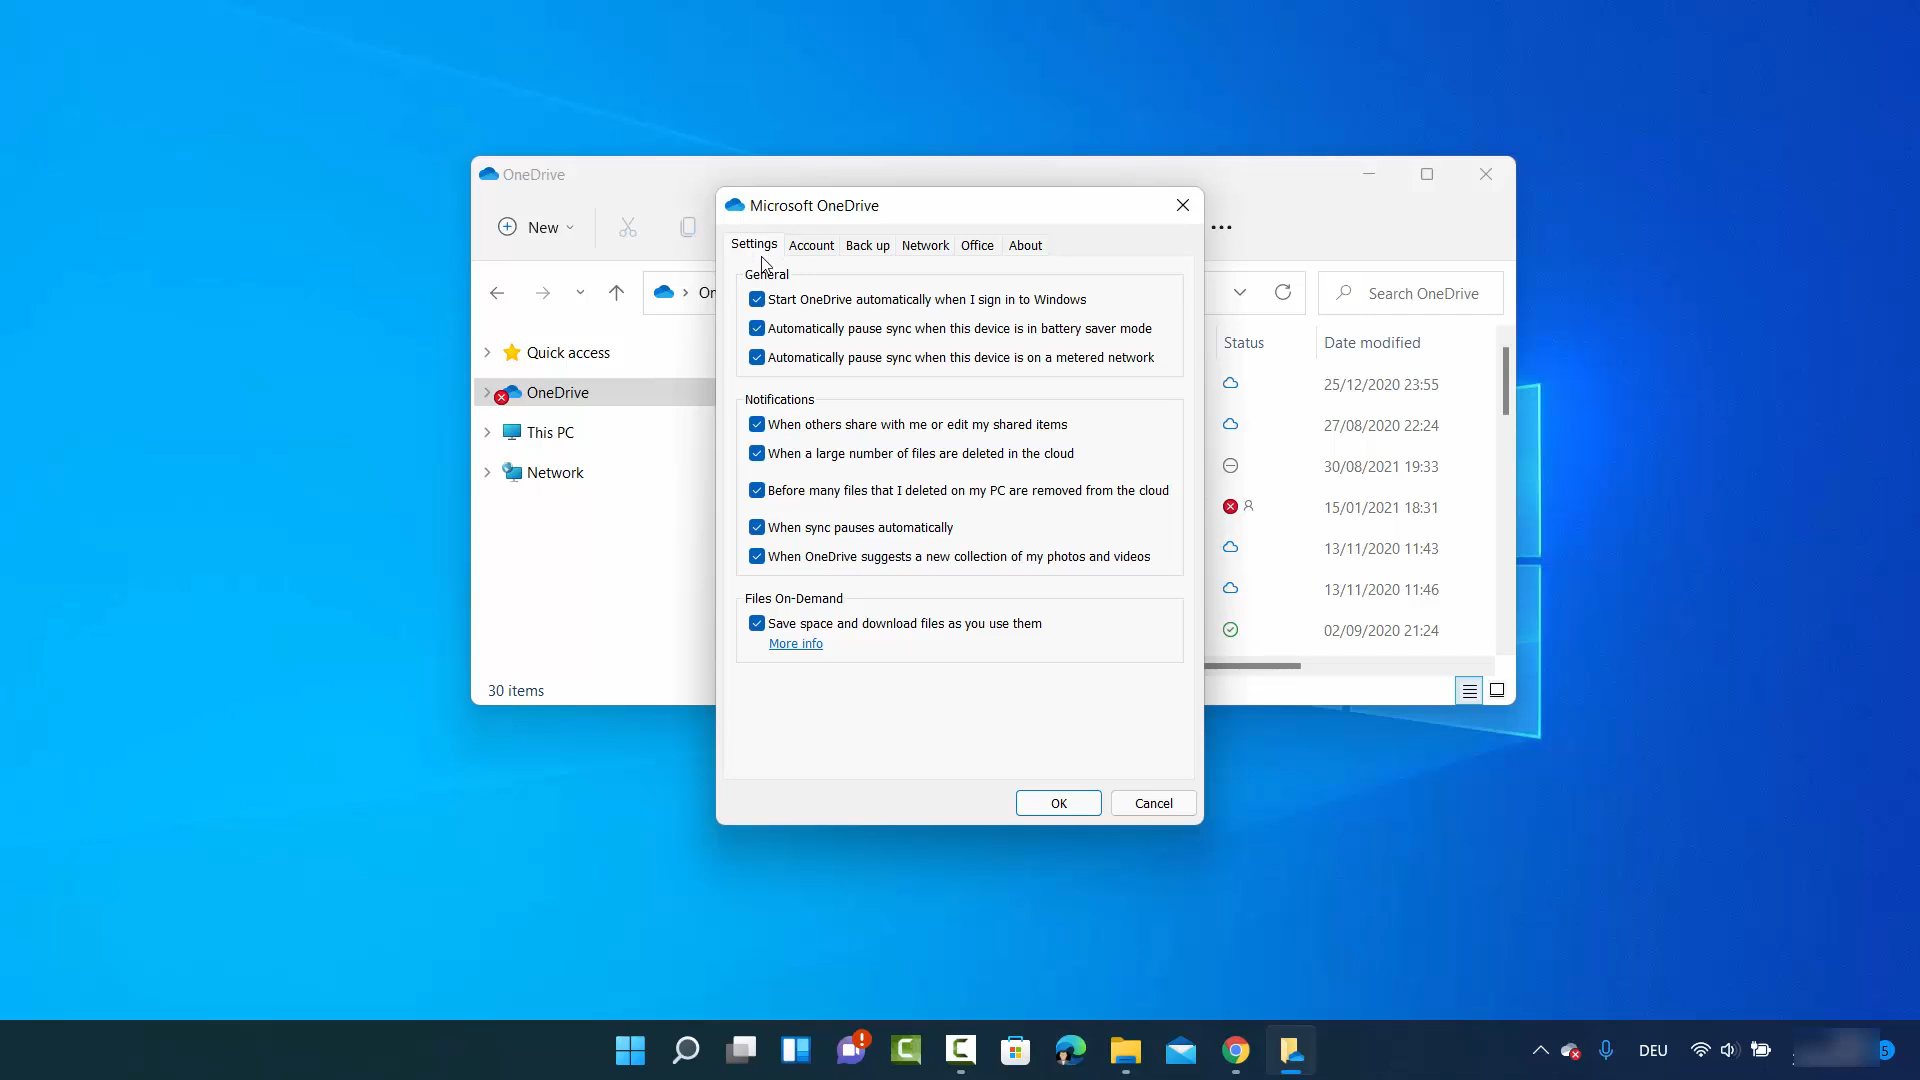 OneDrive
New
On
Search OneDrive
Quick access
OneDrive
This PC
Network
30 items
Microsoft OneDrive
Settings Account Back up Network Office About
General
Start OneDrive automatically when I sign in to Windows
Automatically pause sync when this device is in battery saver mode
Automatically pause sync when this device is on a metered network
Notifications
When others share with me or edit my shared items
When a large number of files are deleted in the cloud
Before many files that I deleted on my PC are removed from the cloud
When sync pauses automatically
When OneDrive suggests a new collection of my photos and videos
Files On-Demand
Save space and download files as you use them
More info
OK Cancel
Status Date modified
25/12/2020 23:55
27/08/2020 22:24
30/08/2021 19:33
15/01/2021 18:31
13/11/2020 11:43
13/11/2020 11:46
02/09/2020 21:24
DEU
5